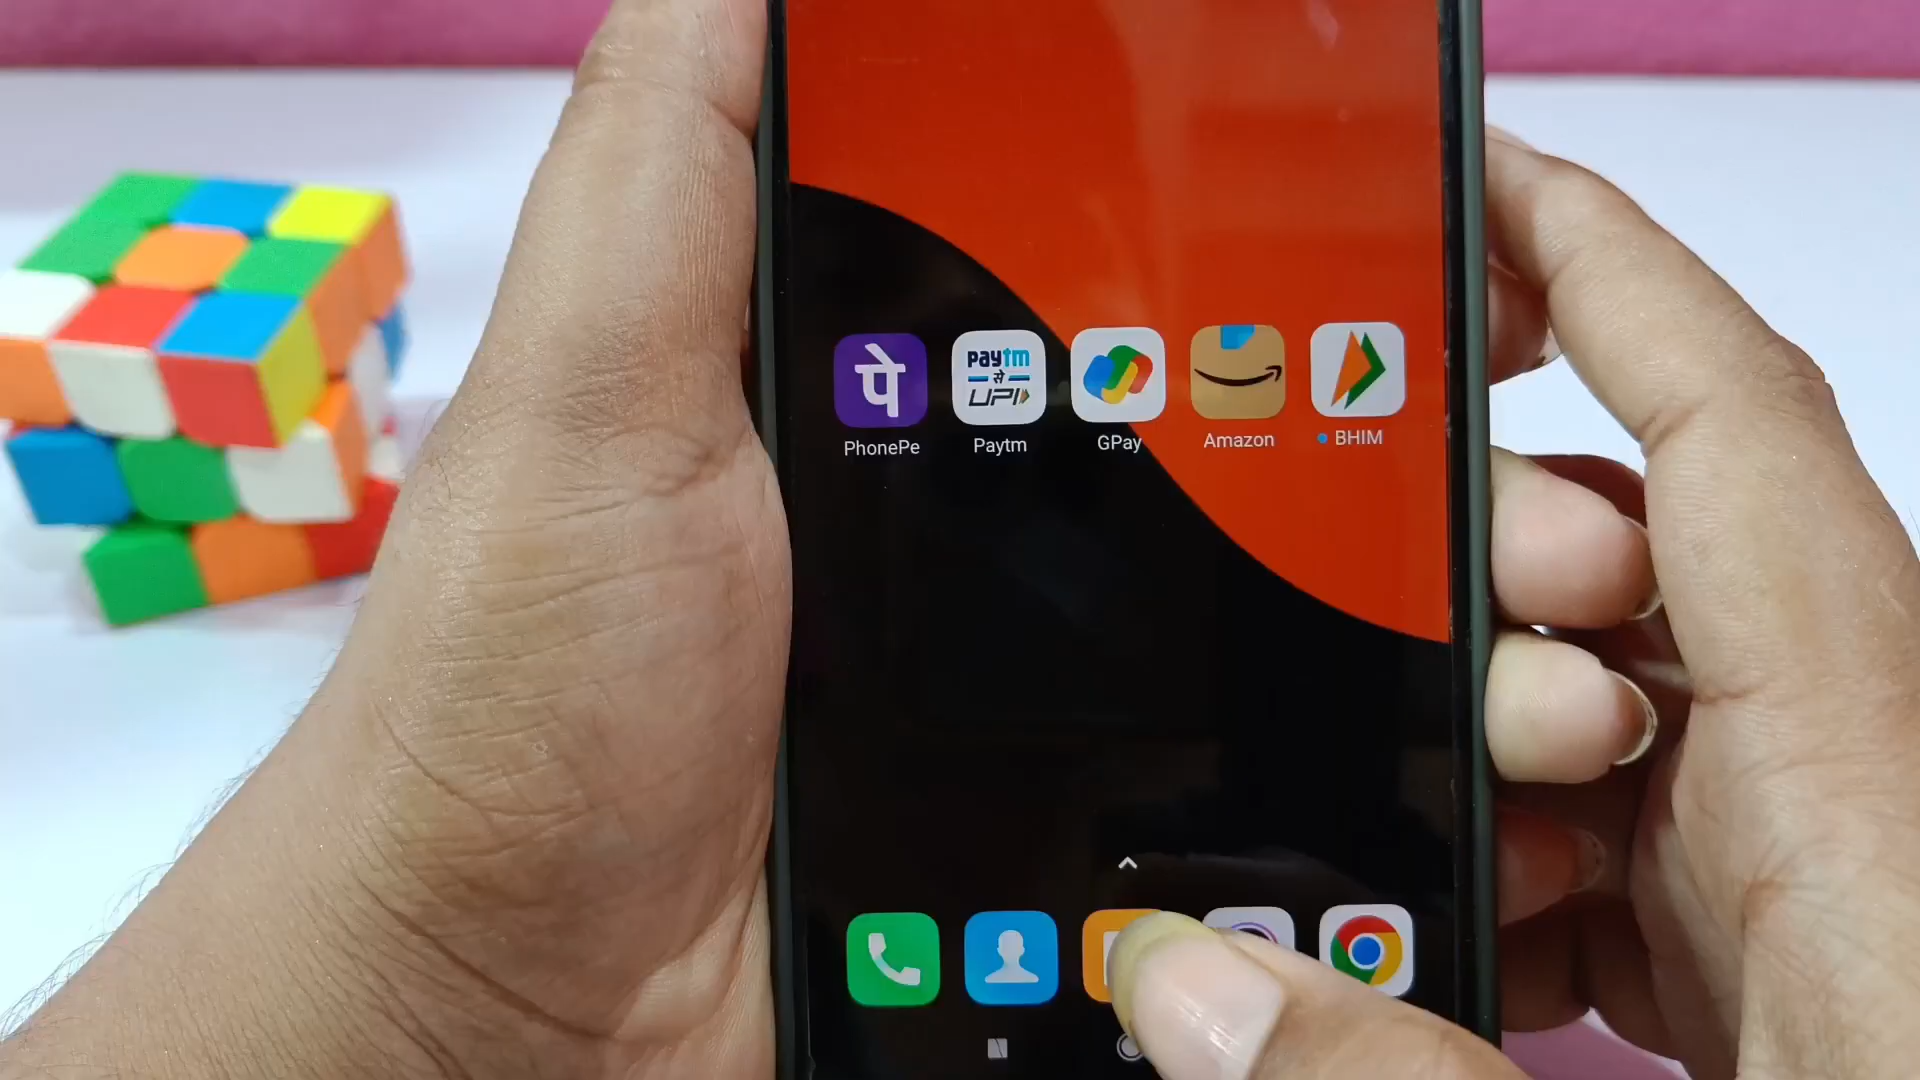 पे
paytm
से
UPI
PhonePe
Paytm
GPay
Amazon
BHIM